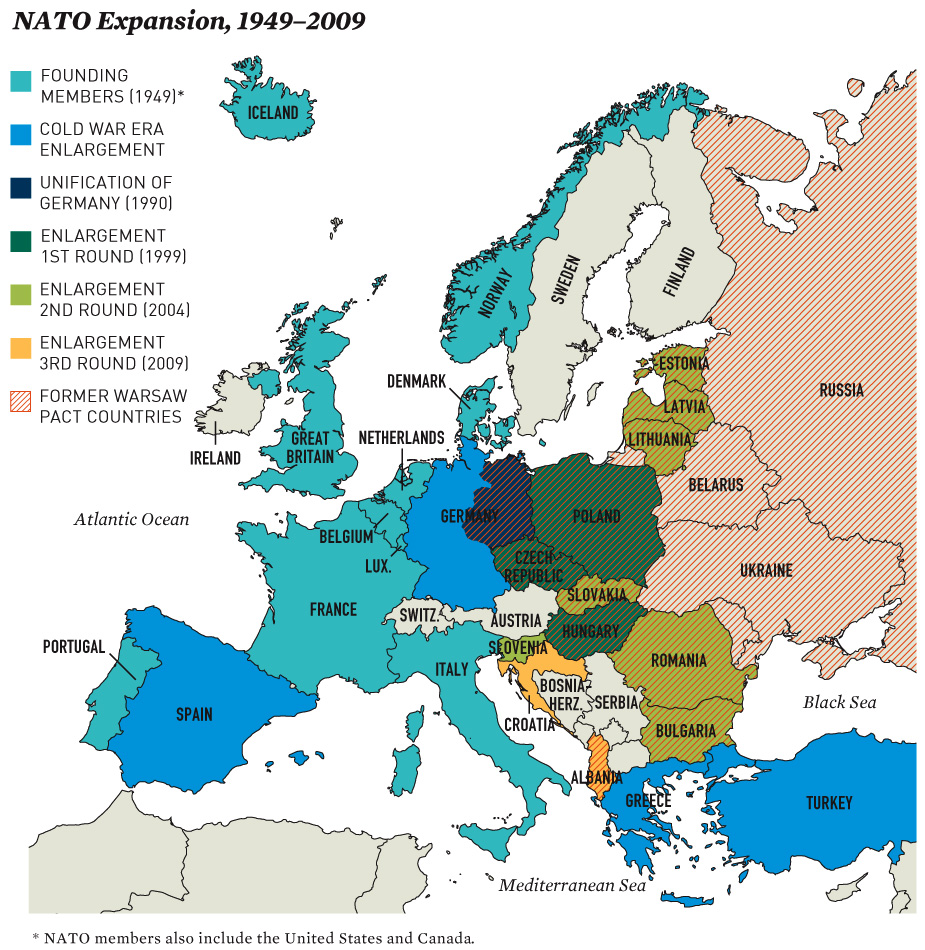 NATO Expansion, 1949–2009
FOUNDING
MEMBERS (1949)*
COLD WAR ERA
ENLARGEMENT
UNIFICATION OF
GERMANY (1990)
ENLARGEMENT
1ST ROUND (1999)
ENLARGEMENT
2ND ROUND (2004)
ENLARGEMENT
3RD ROUND (2009)
FORMER WARSAW
PACT COUNTRIES
ICELAND
NORWAY
SWEDEN
FINLAND
RUSSIA
ESTONIA
LATVIA
LITHUANIA
DENMARK
NETHERLANDS
IRELAND
GREAT
BRITAIN
BELARUS
Atlantic Ocean
BELGIUM
LUX.
GERMANY
POLAND
CZECH
REPUBLIC
UKRAINE
SLOVAKIA
FRANCE
SWITZ.
AUSTRIA
HUNGARY
SLOVENIA
PORTUGAL
ITALY
ROMANIA
BOSNIA
HERZ.
SERBIA
Black Sea
SPAIN
CROATIA
BULGARIA
ALBANIA
GREECE
TURKEY
Mediterranean Sea
* NATO members also include the United States and Canada.